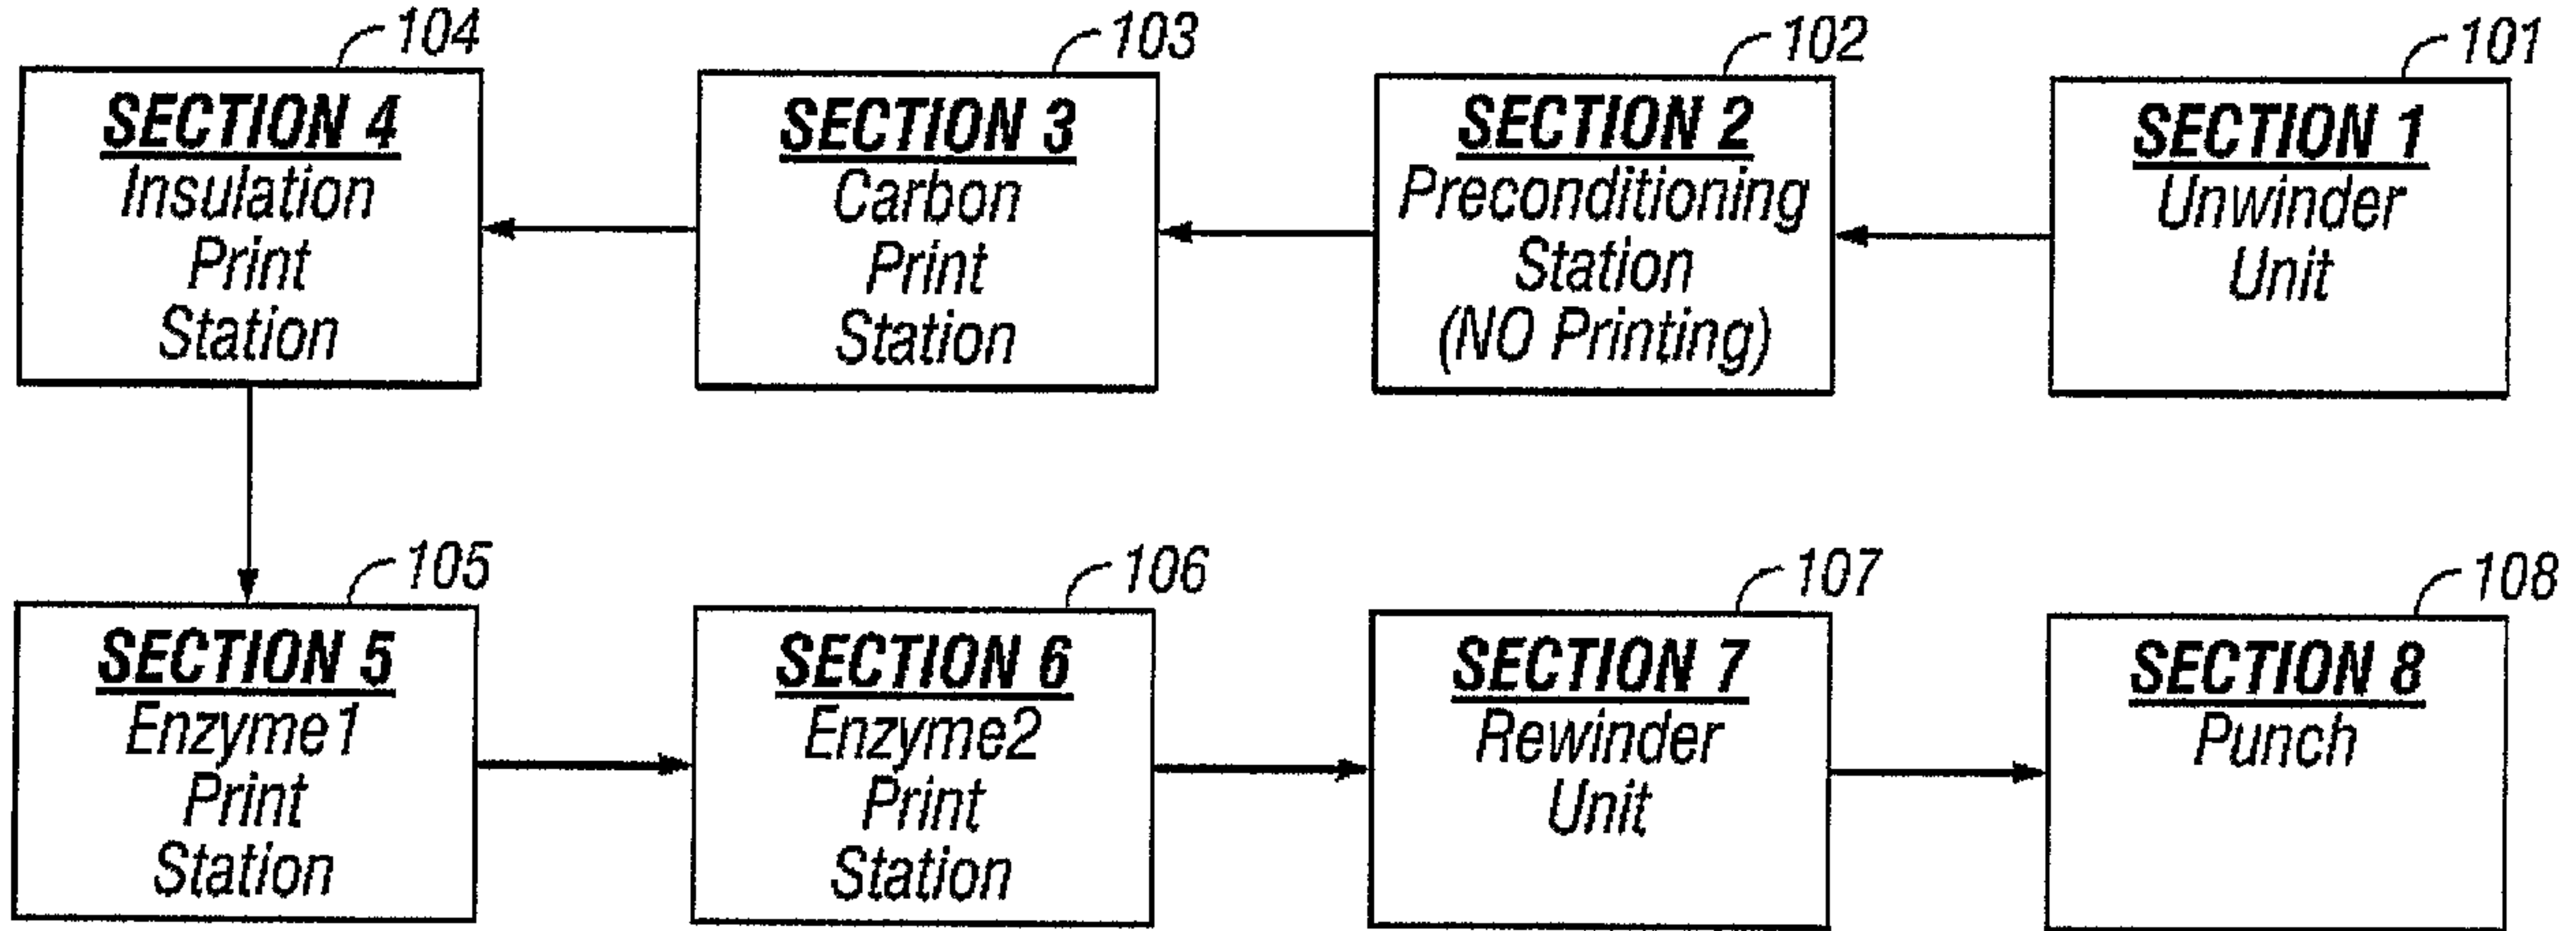 104
SECTION 4
Insulation
Print
Station
103
SECTION 3
Carbon
Print
Station
102
SECTION 2
Preconditioning
Station
(NO Printing)
101
SECTION 1
Unwinder
Unit
105
SECTION 5
Enzyme1
Print
Station
106
SECTION 6
Enzyme2
Print
Station
107
SECTION 7
Rewinder
Unit
108
SECTION 8
Punch